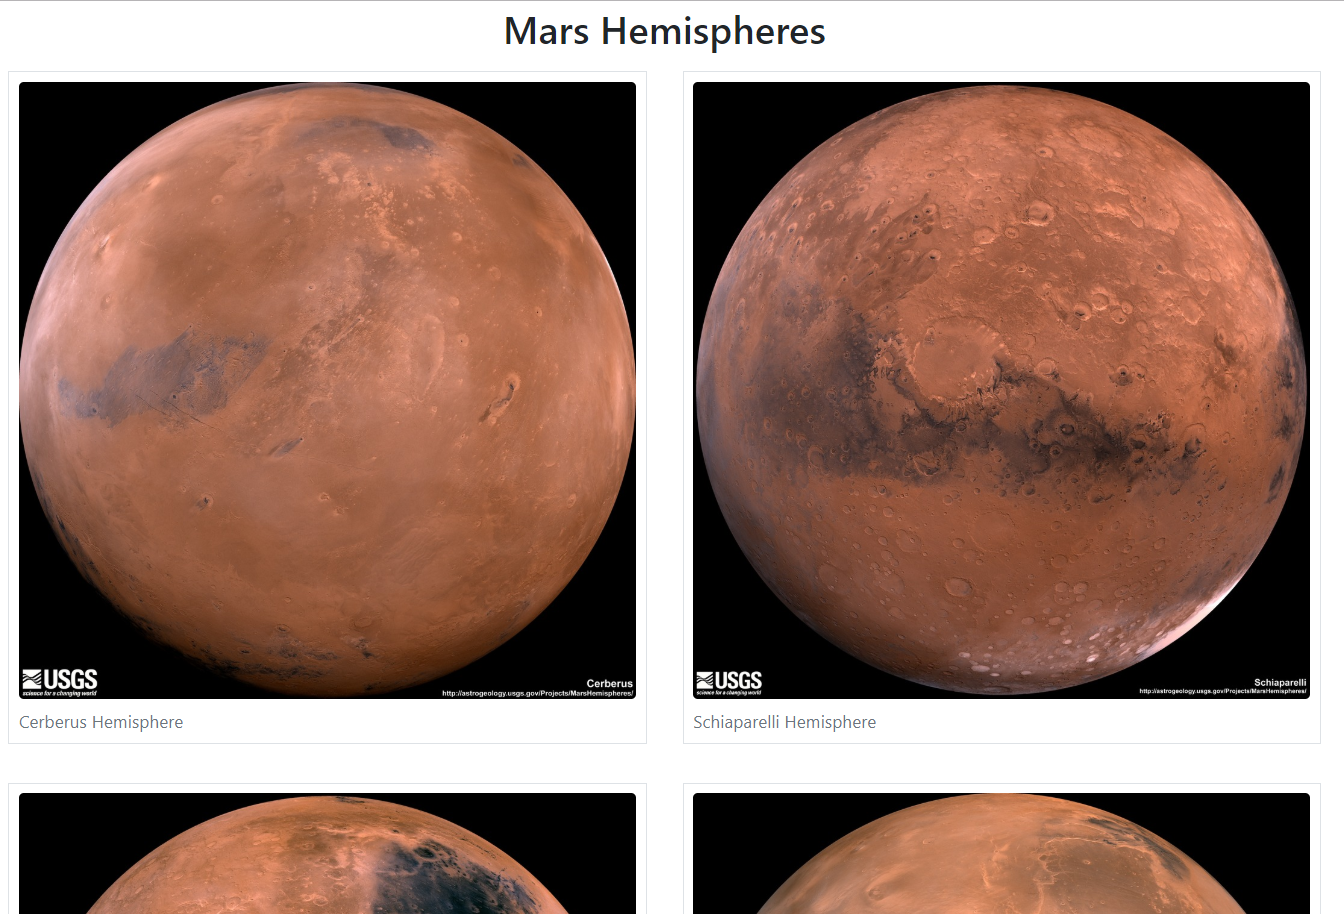 Mars Hemispheres
USGS
science for a changing world
Cerberus
http://astrogeology.usgs.gov/Projects/MarsHemispheres/
Cerberus Hemisphere
USGS
science for a changing world
Schiaparelli
http://astrogeology.usgs.gov/Projects/MarsHemispheres/
Schiaparelli Hemisphere